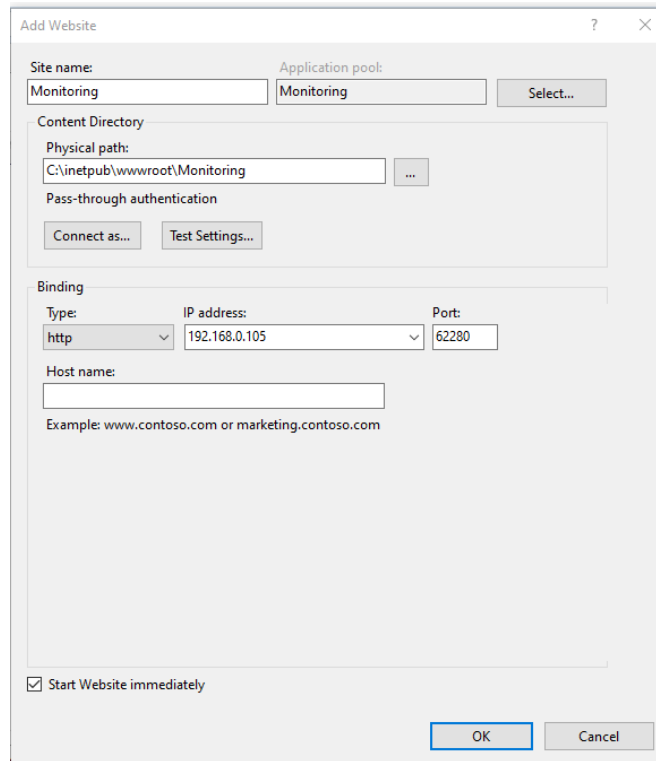 Add Website ?
Site name: Application pool:
Monitoring Monitoring Select...
Content Directory
Physical path:
C:\inetpub\wwwroot\Monitoring ...
Pass-through authentication
Connect as... Test Settings...
Binding
Type: IP address: Port:
http 192.168.0.105 62280
Host name:
Example: www.contoso.com or marketing.contoso.com
Start Website immediately
OK Cancel